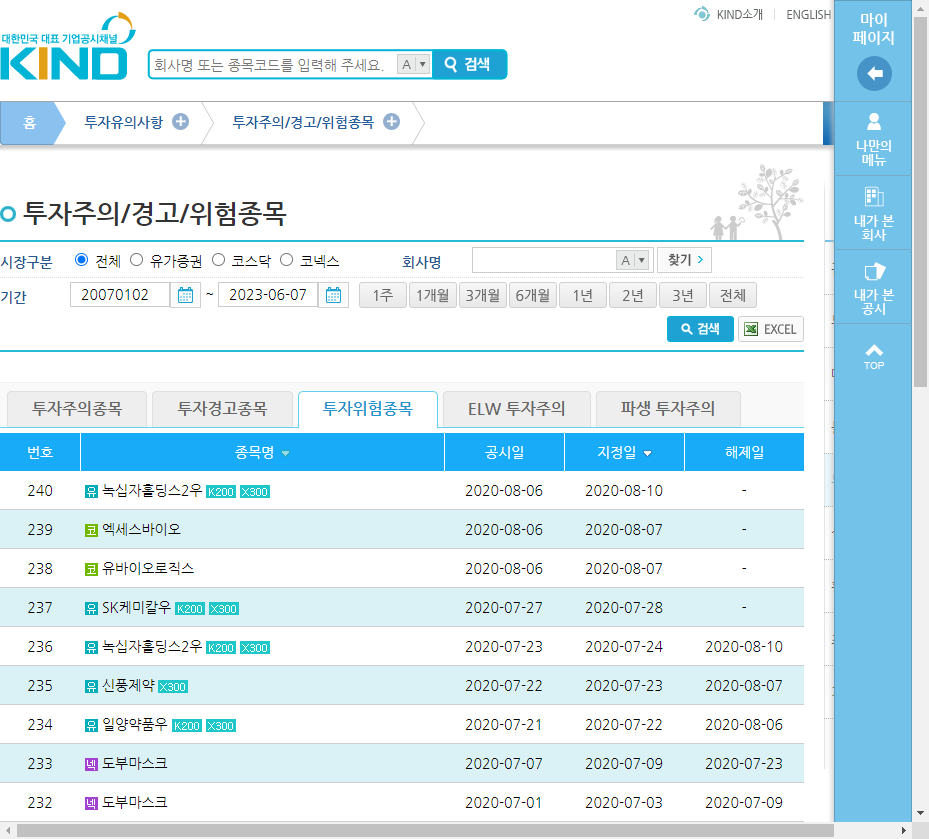 KIND소개 ENGLISH
대한민국 대표 기업공시채널
KIND
회사명 또는 종목코드를 입력해 주세요. A 검색
홈 투자유의사항 투자주의/경고/위험종목
마이
페이지
나만의
메뉴
내가 본
회사
내가 본
공시
TOP
투자주의/경고/위험종목
시장구분 전체 유가증권 코스닥 코넥스 회사명 A 찾기
기간 20070102 ~ 2023-06-07 1주 1개월 3개월 6개월 1년 2년 3년 전체
검색 EXCEL
투자주의종목 투자경고종목 투자위험종목 ELW 투자주의 파생 투자주의
번호 종목명 공시일 지정일 해제일
240 유 녹십자홀딩스2우 K200 X300 2020-08-06 2020-08-10 -
239 코 엑세스바이오 2020-08-06 2020-08-07 -
238 코 유바이오로직스 2020-08-06 2020-08-07 -
237 유 SK케미칼우 K200 X300 2020-07-27 2020-07-28 -
236 유 녹십자홀딩스2우 K200 X300 2020-07-23 2020-07-24 2020-08-10
235 유 신풍제약 X300 2020-07-22 2020-07-23 2020-08-07
234 유 일양약품우 K200 X300 2020-07-21 2020-07-22 2020-08-06
233 넥 도부마스크 2020-07-07 2020-07-09 2020-07-23
232 넥 도부마스크 2020-07-01 2020-07-03 2020-07-09